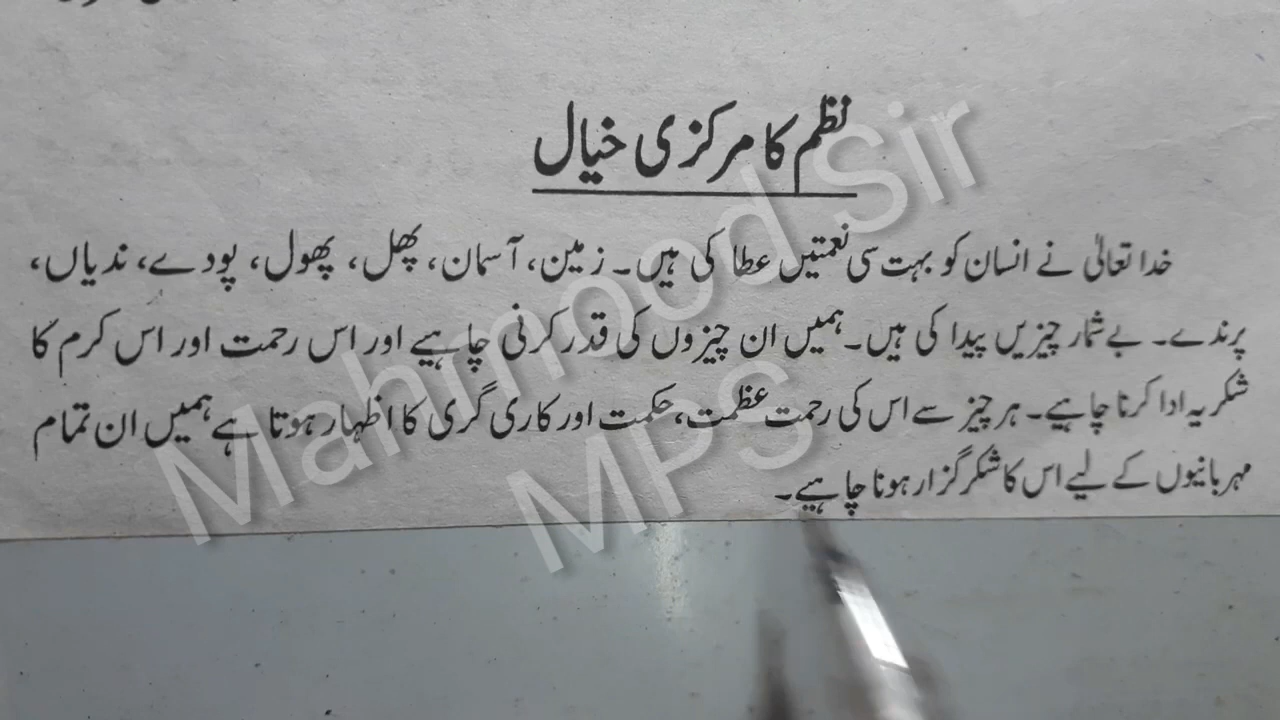 نظم کا مرکزی خیال
خدا تعالیٰ نے انسان کو بہت سی نعمتیں عطا کی ہیں۔ زمین، آسمان، پھل، پھول، پودے، ندیاں،
پرندے۔ بے شمار چیزیں پیدا کی ہیں۔ ہمیں ان چیزوں کی قدر کرنی چاہیے اور اس رحمت اور اس کرم کا
شکریہ ادا کرنا چاہیے۔ ہر چیز سے اس کی رحمت عظمت، حکمت اور کاری گری کا اظہار ہوتا ہے ہمیں ان تمام
مہربانیوں کے لیے اس کا شکر گزار ہونا چاہیے۔
Mahmood Sir
MPS